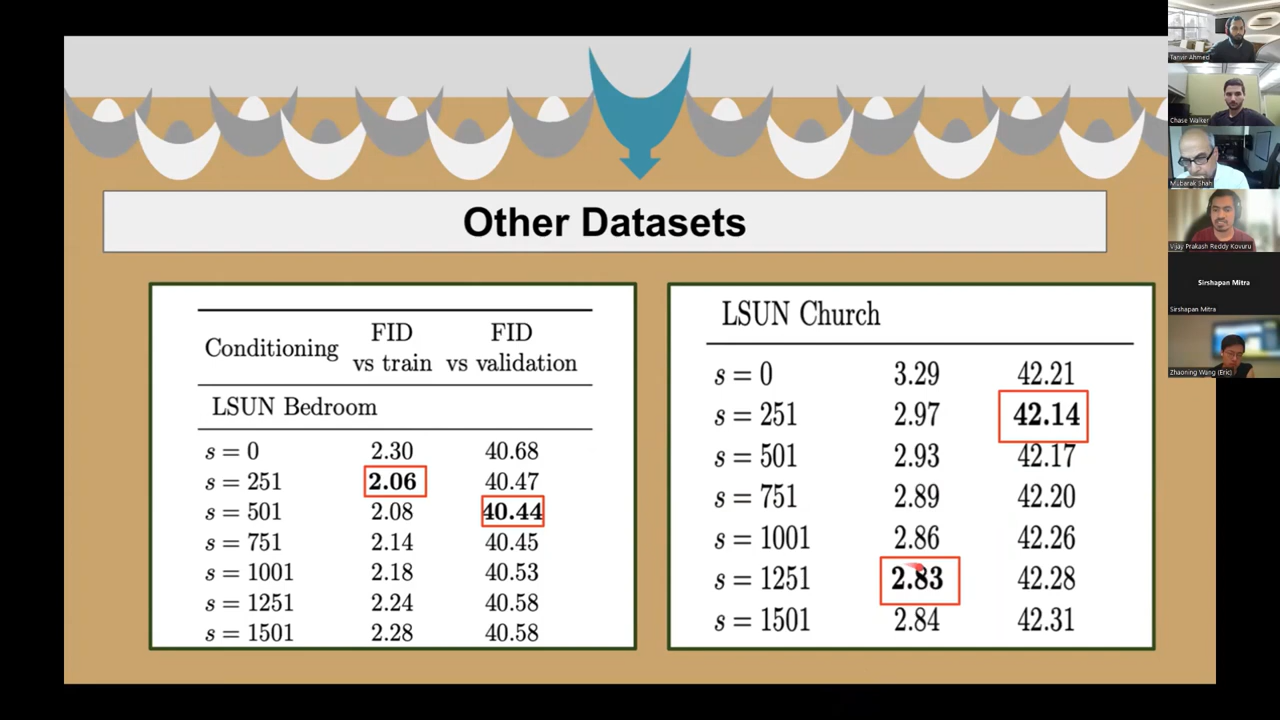 Other Datasets
Conditioning FID vs train FID vs validation
LSUN Bedroom
s = 0 2.30 40.68
s = 251 2.06 40.47
s = 501 2.08 40.44
s = 751 2.14 40.45
s = 1001 2.18 40.53
s = 1251 2.24 40.58
s = 1501 2.28 40.58
LSUN Church
s = 0 3.29 42.21
s = 251 2.97 42.14
s = 501 2.93 42.17
s = 751 2.89 42.20
s = 1001 2.86 42.26
s = 1251 2.83 42.28
s = 1501 2.84 42.31
Tanvir Ahmed
Chase Walker
Mubarak Shah
Vijay Prakash Reddy Kovuru
Sirshapan Mitra
Sirshapan Mitra
Zhaoning Wang (Eric)